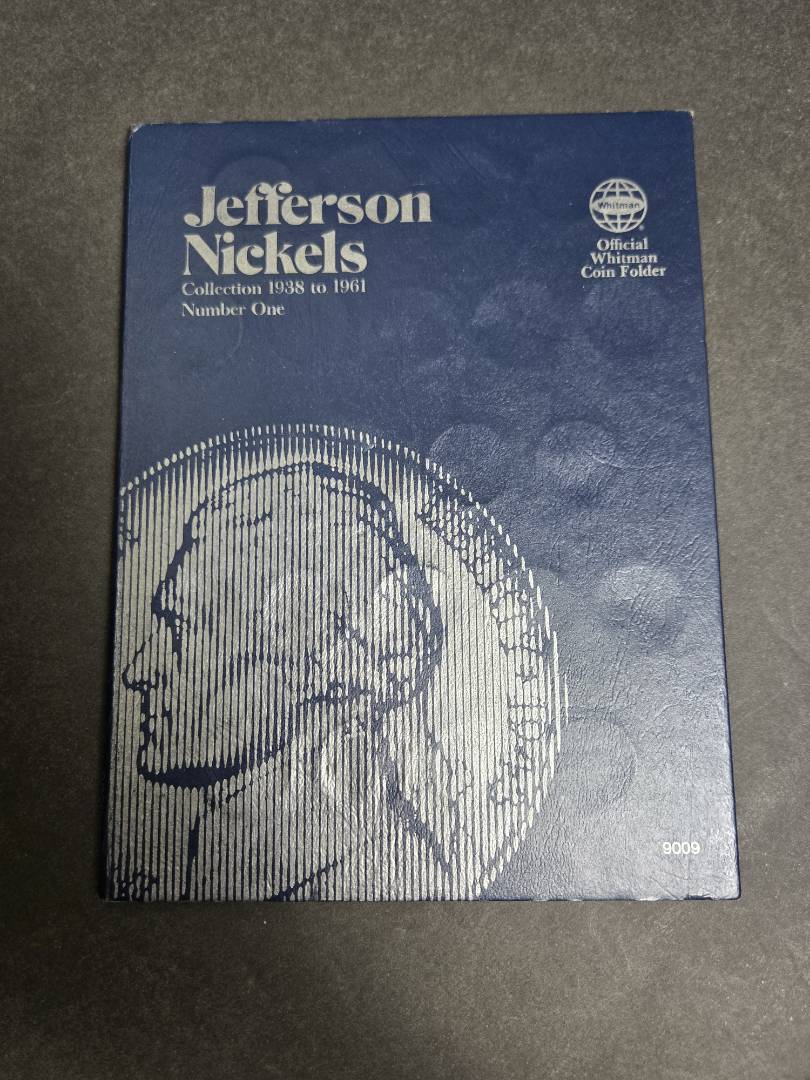 Jefferson
Nickels
Collection 1938 to 1961
Number One
Whitman
®
Official
Whitman
Coin Folder
9009